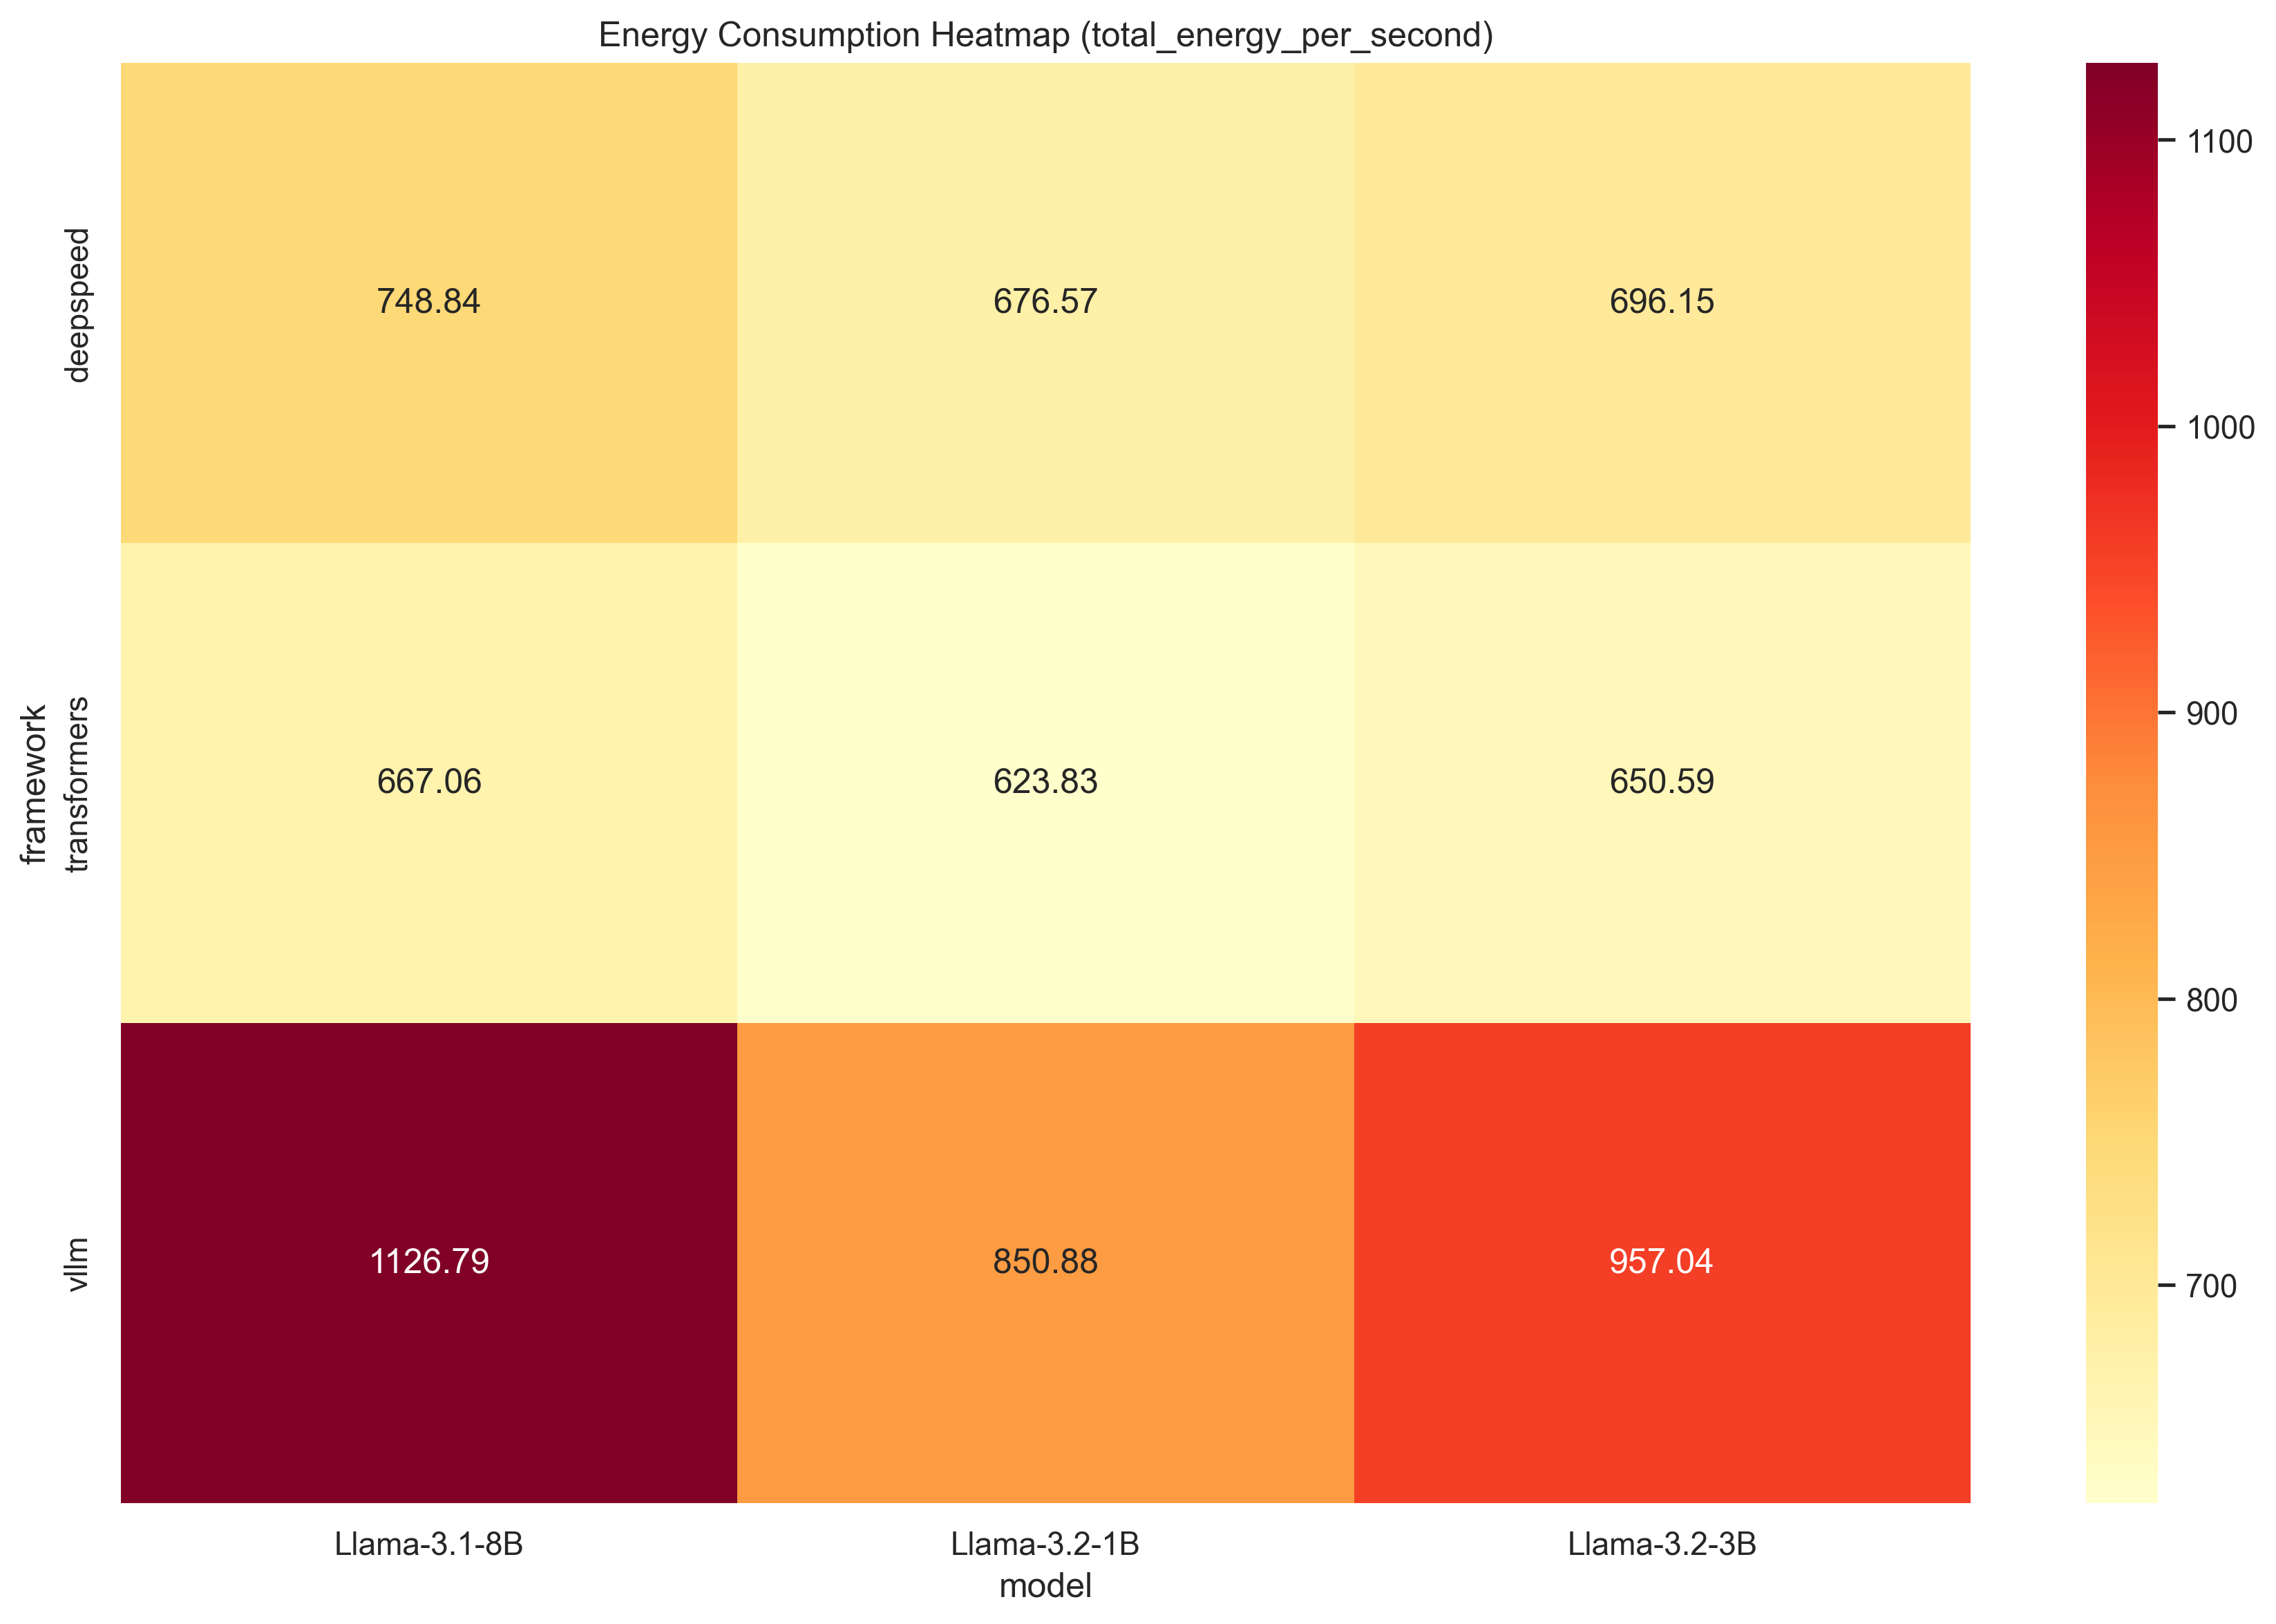 Energy Consumption Heatmap (total_energy_per_second)
framework
deepspeed
748.84
676.57
696.15
transformers
667.06
623.83
650.59
vllm
1126.79
850.88
957.04
Llama-3.1-8B
Llama-3.2-1B
Llama-3.2-3B
model
1100
1000
900
800
700